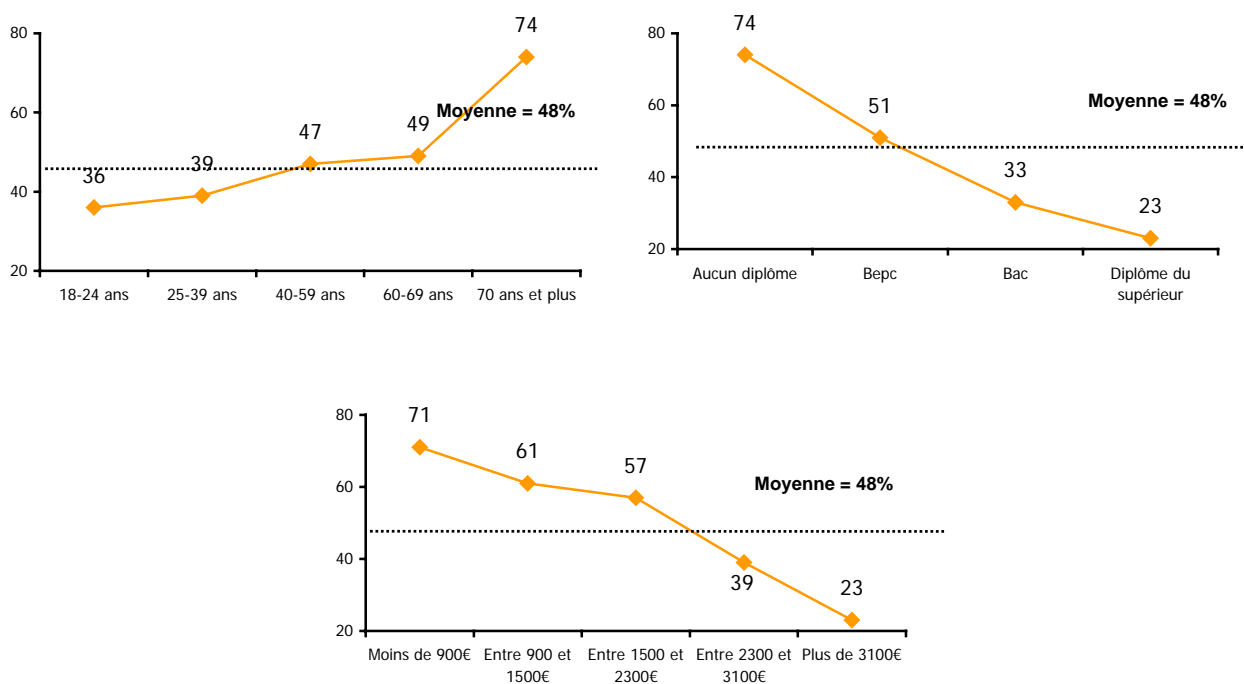 80
60
40
20
36
39
47
49
74
Moyenne = 48%
18-24 ans
25-39 ans
40-59 ans
60-69 ans
70 ans et plus
80
60
40
20
51
33
23
Moyenne = 48%
Aucun diplôme
Bepc
Bac
Diplôme du
supérieur
74
80
60
40
20
71
61
57
39
23
Moyenne = 48%
Moins de 900€
Entre 900 et
1500€
Entre 1500 et
2300€
Entre 2300 et
3100€
Plus de 3100€